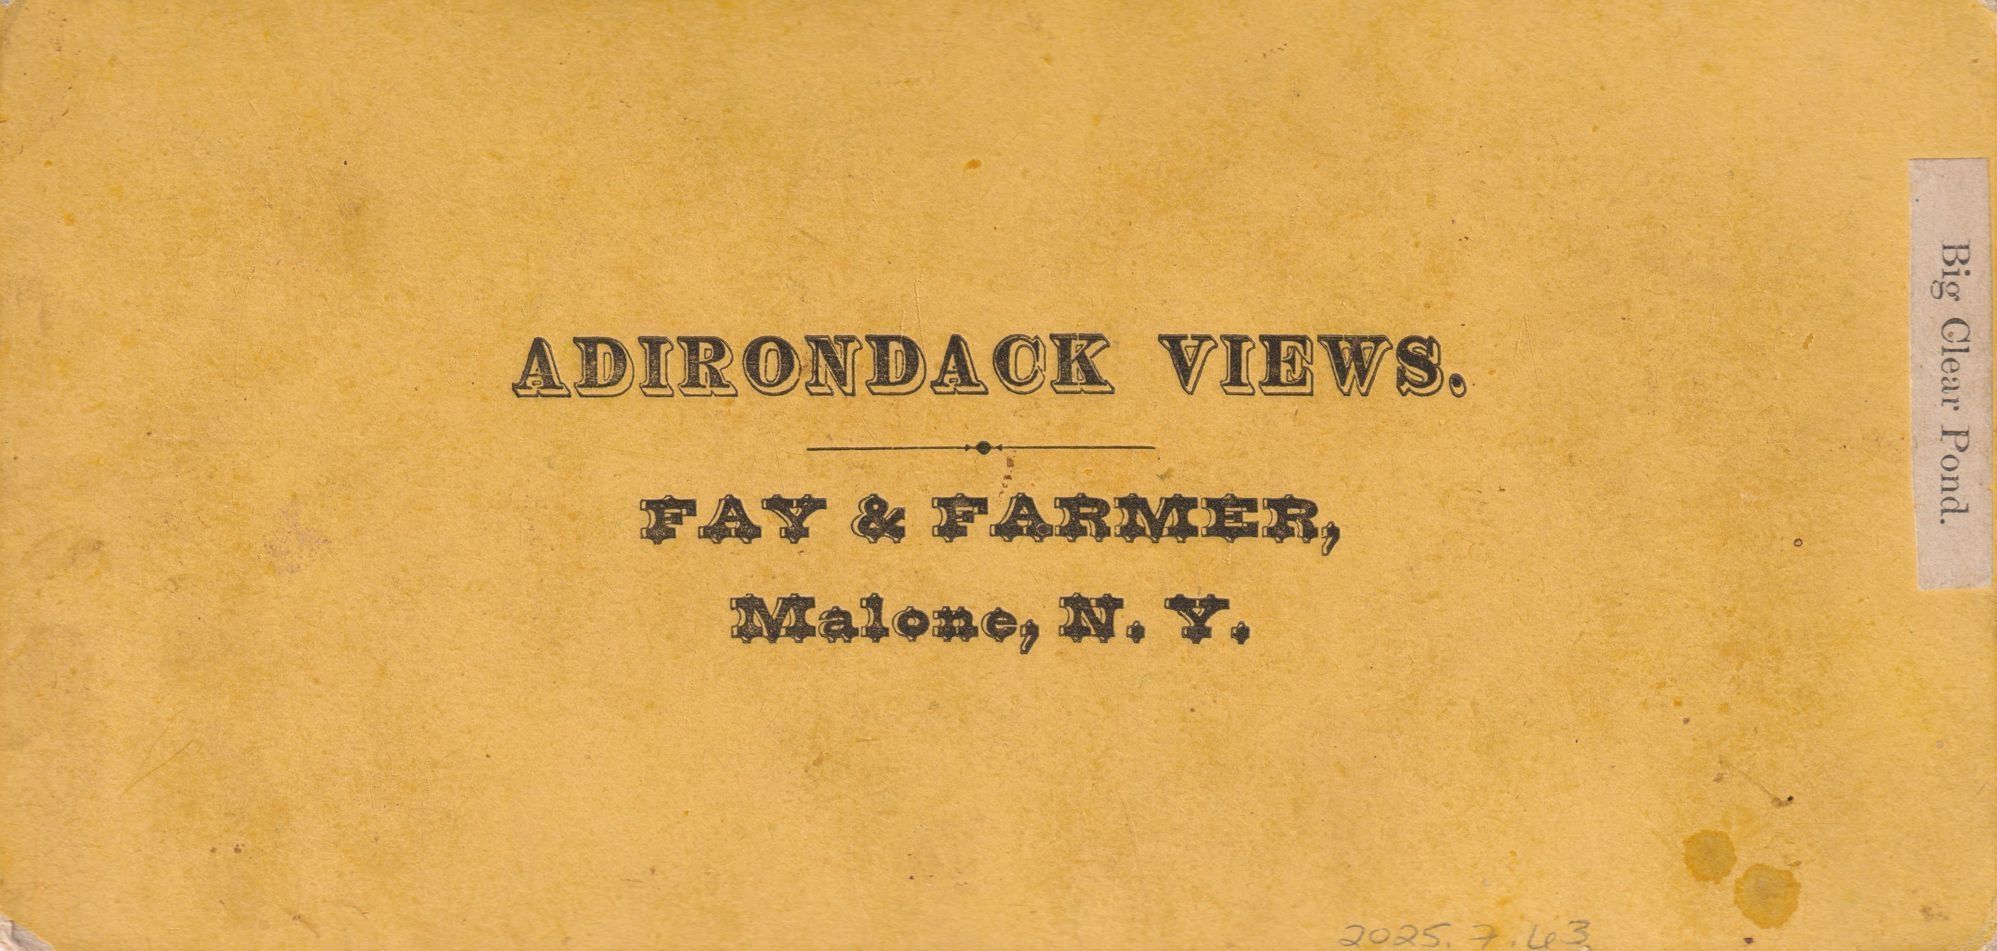 ADIRONDACK VIEWS.
FAY & FARMER,
Malone, N. Y.
Big Clear Pond.
2025.7.63